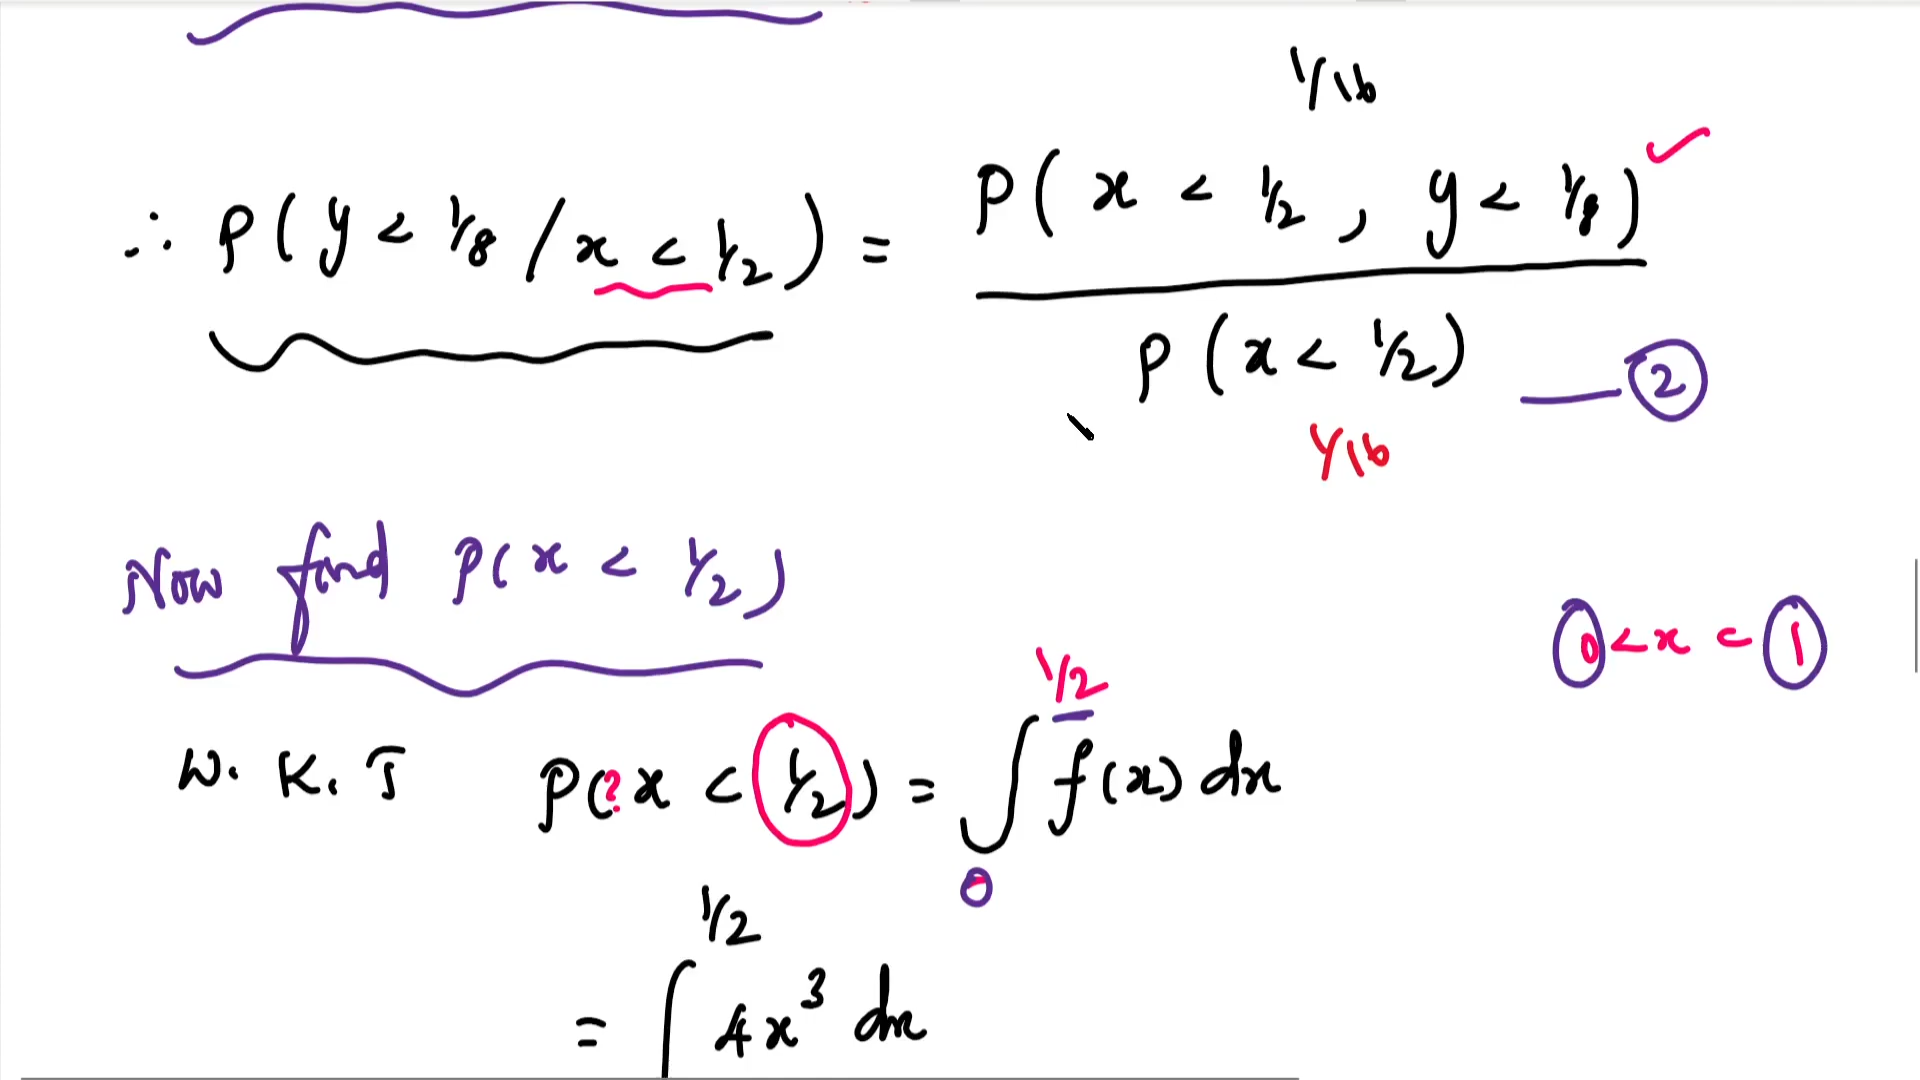 1/16
∴ P(y < 1/8 / x < 1/2) = P(x < 1/2 , y < 1/8) ✓
P(x < 1/2) — 2
1/16
Now find P(x < 1/2)
0 < x < 1
W. K. T P(? x < 1/2) = ∫ 0 1/2 f(x) dx
= ∫ 1/2 4x³ dx